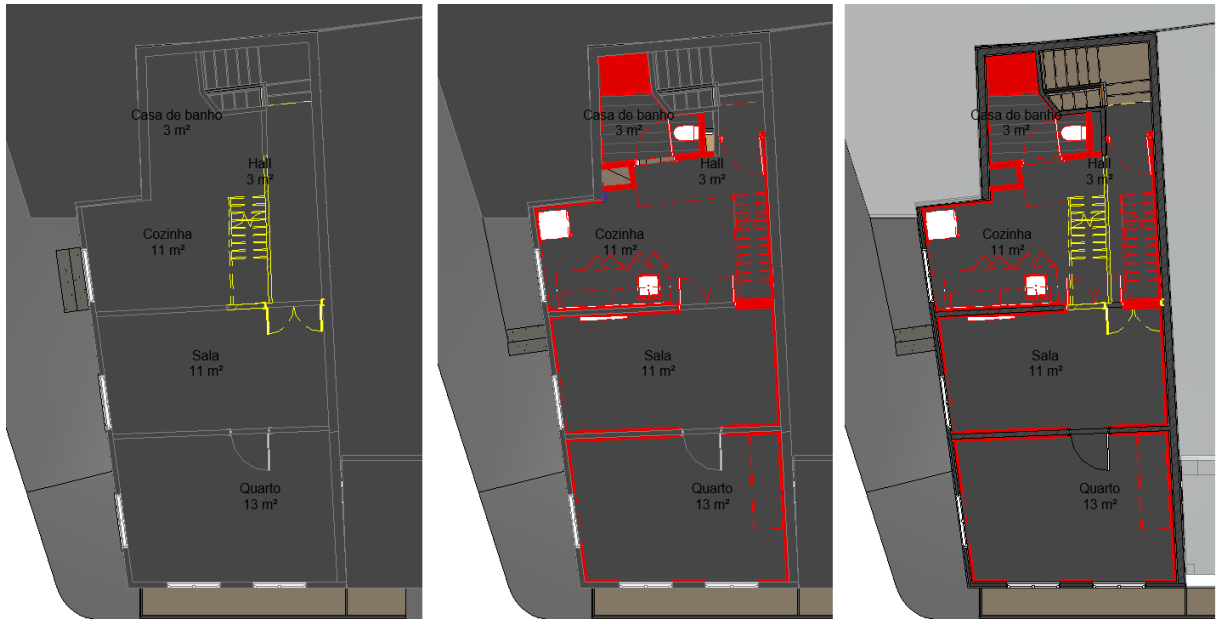 Casa de banho
3 m²
Hall
3 m²
Cozinha
11 m²
Sala
11 m²
Quarto
13 m²
Casa de banho
3 m²
Hall
3 m²
Cozinha
11 m²
Sala
11 m²
Quarto
13 m²
Casa de banho
3 m²
Hall
3 m²
Cozinha
11 m²
Sala
11 m²
Quarto
13 m²